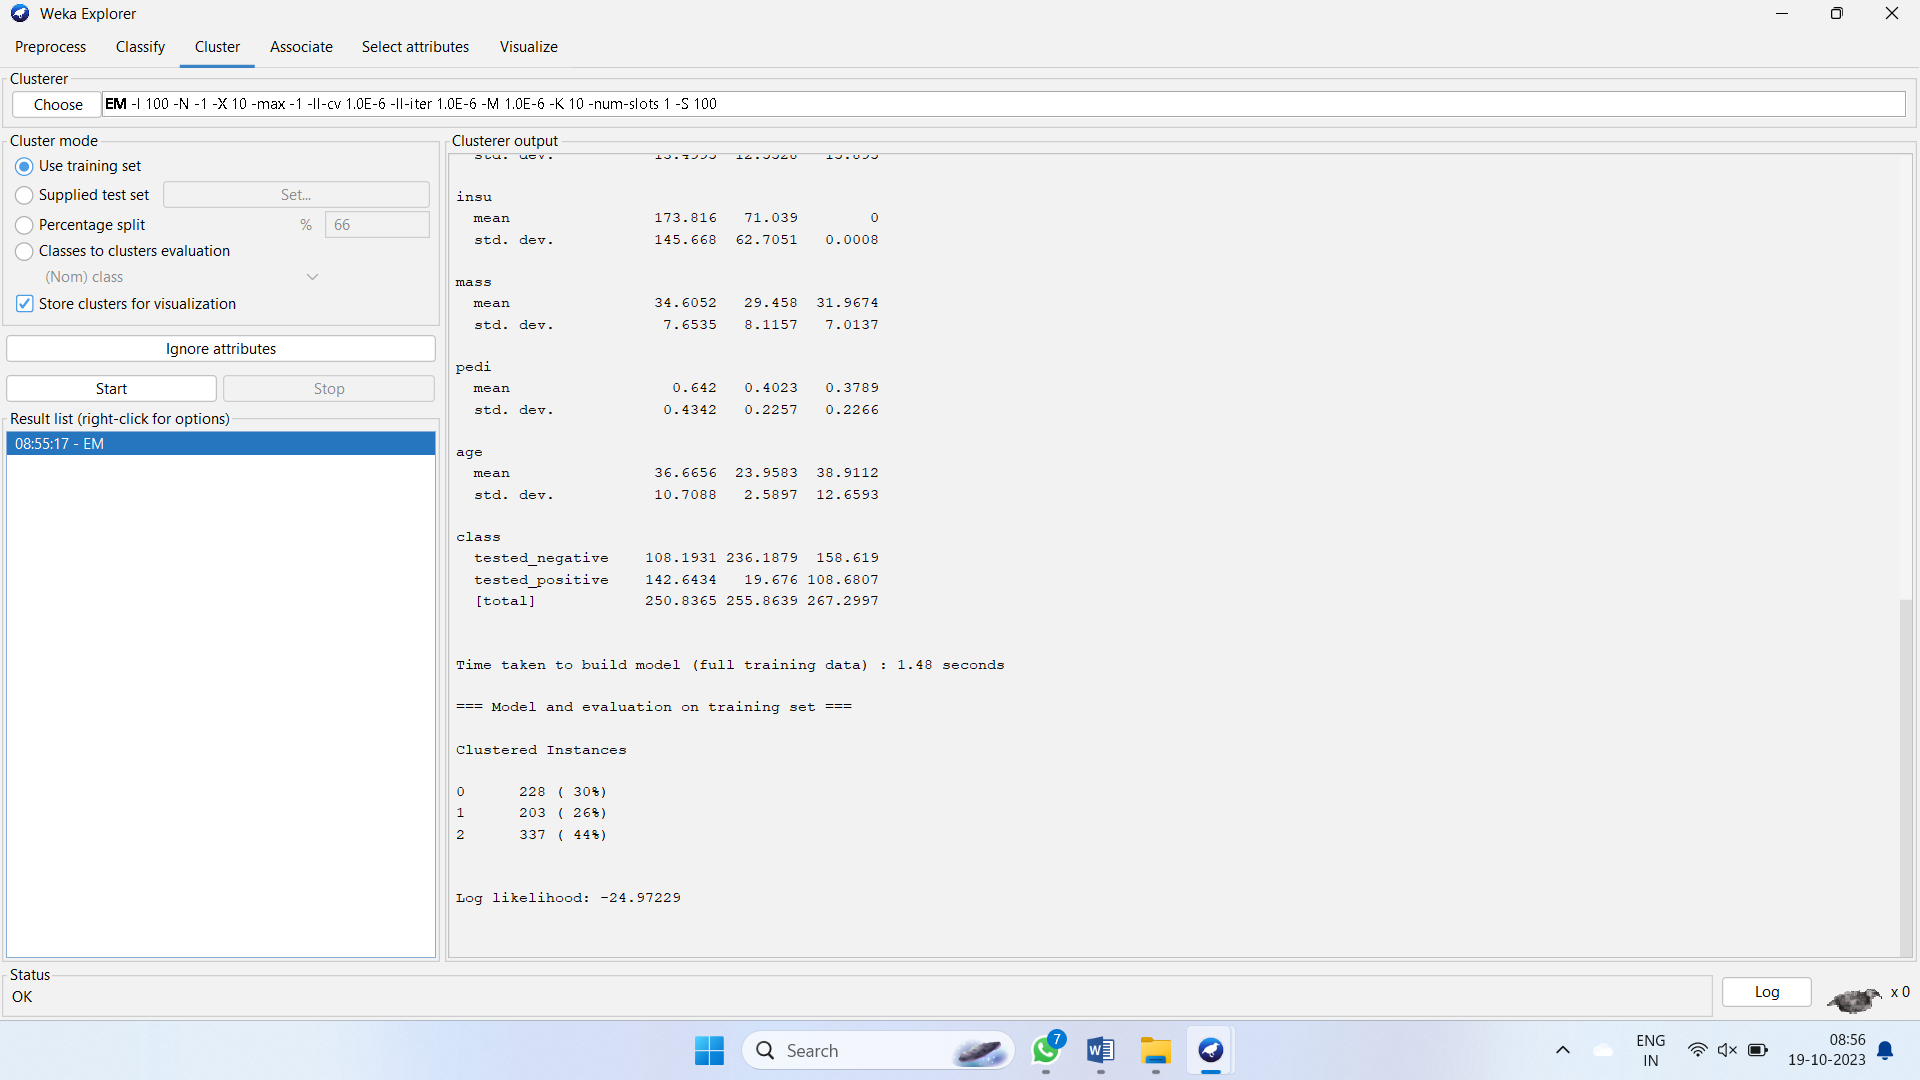 Weka Explorer
Preprocess Classify Cluster Associate Select attributes Visualize
Clusterer
Choose EM -I 100 -N -1 -X 10 -max -1 -ll-cv 1.0E-6 -ll-iter 1.0E-6 -M 1.0E-6 -K 10 -num-slots 1 -S 100
Cluster mode
Use training set
Supplied test set Set...
Percentage split % 66
Classes to clusters evaluation
(Nom) class
Store clusters for visualization
Ignore attributes
Start Stop
Result list (right-click for options)
08:55:17 - EM
Clusterer output
std. dev. 13.4995 12.5526 15.695
insu
mean 173.816 71.039 0
std. dev. 145.668 62.7051 0.0008
mass
mean 34.6052 29.458 31.9674
std. dev. 7.6535 8.1157 7.0137
pedi
mean 0.642 0.4023 0.3789
std. dev. 0.4342 0.2257 0.2266
age
mean 36.6656 23.9583 38.9112
std. dev. 10.7088 2.5897 12.6593
class
tested_negative 108.1931 236.1879 158.619
tested_positive 142.6434 19.676 108.6807
[total] 250.8365 255.8639 267.2997
Time taken to build model (full training data) : 1.48 seconds
=== Model and evaluation on training set ===
Clustered Instances
0 228 ( 30%)
1 203 ( 26%)
2 337 ( 44%)
Log likelihood: -24.97229
Status
OK
Log x 0
Search
7
ENG
IN
08:56
19-10-2023